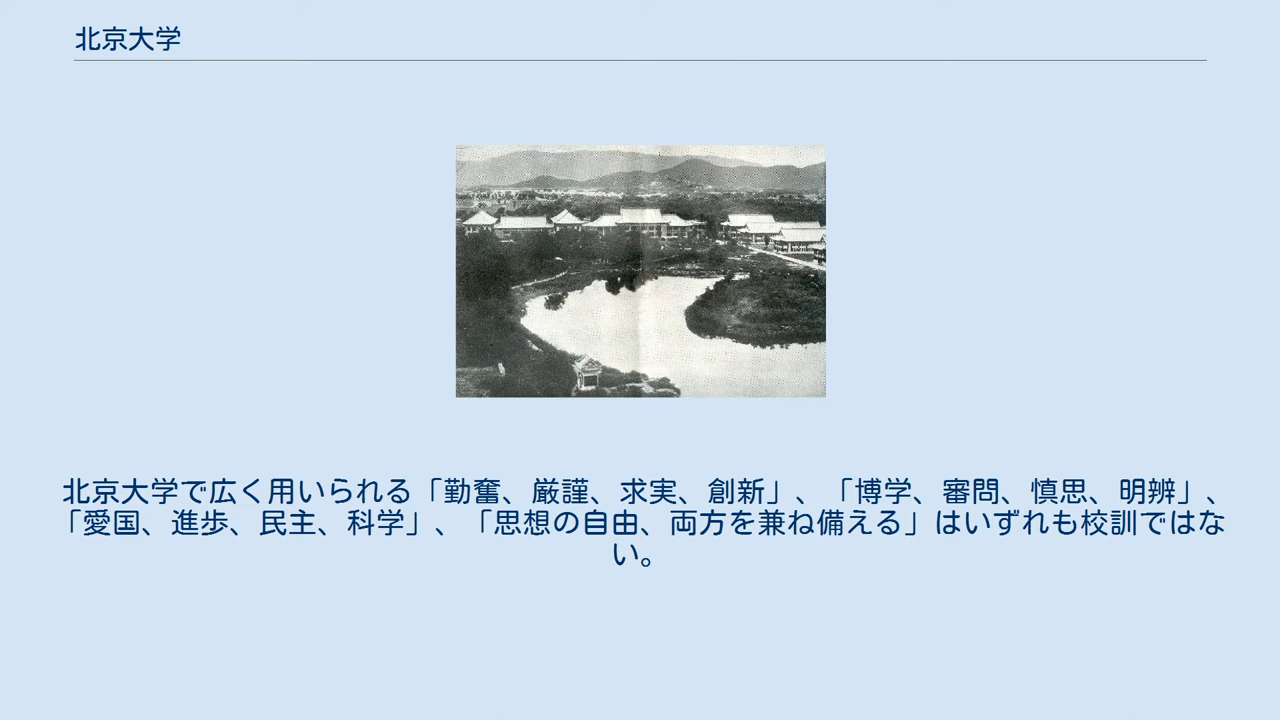 北京大学
北京大学で広く用いられる「勤奮、厳謹、求実、創新」、「博学、審問、慎思、明辨」、
「愛国、進歩、民主、科学」、「思想の自由、両方を兼ね備える」はいずれも校訓ではな
い。